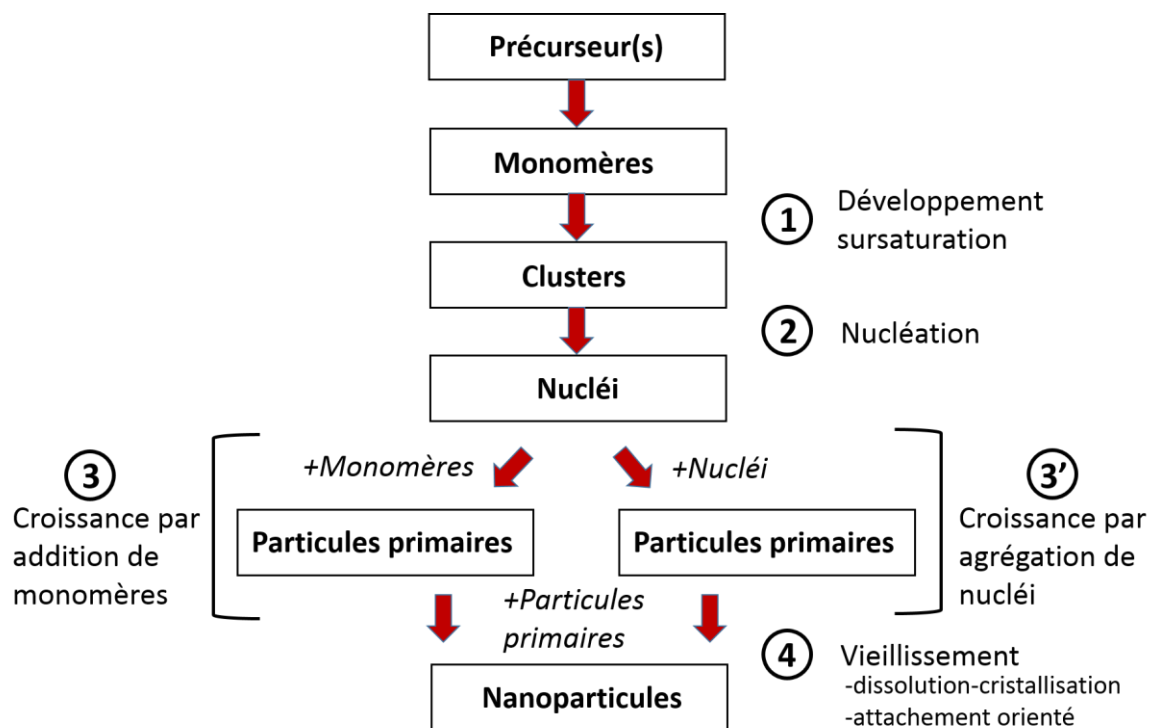 Précurseur(s)
Monomères
1
Développement
sursaturation
Clusters
2
Nucléation
Nucléi
+Monomères
+Nucléi
3
Croissance par
addition de
monomères
Particules primaires
Particules primaires
3’
Croissance par
agrégation de
nucléi
+Particules
primaires
4
Vieillissement
-dissolution-cristallisation
-attachement orienté
Nanoparticules